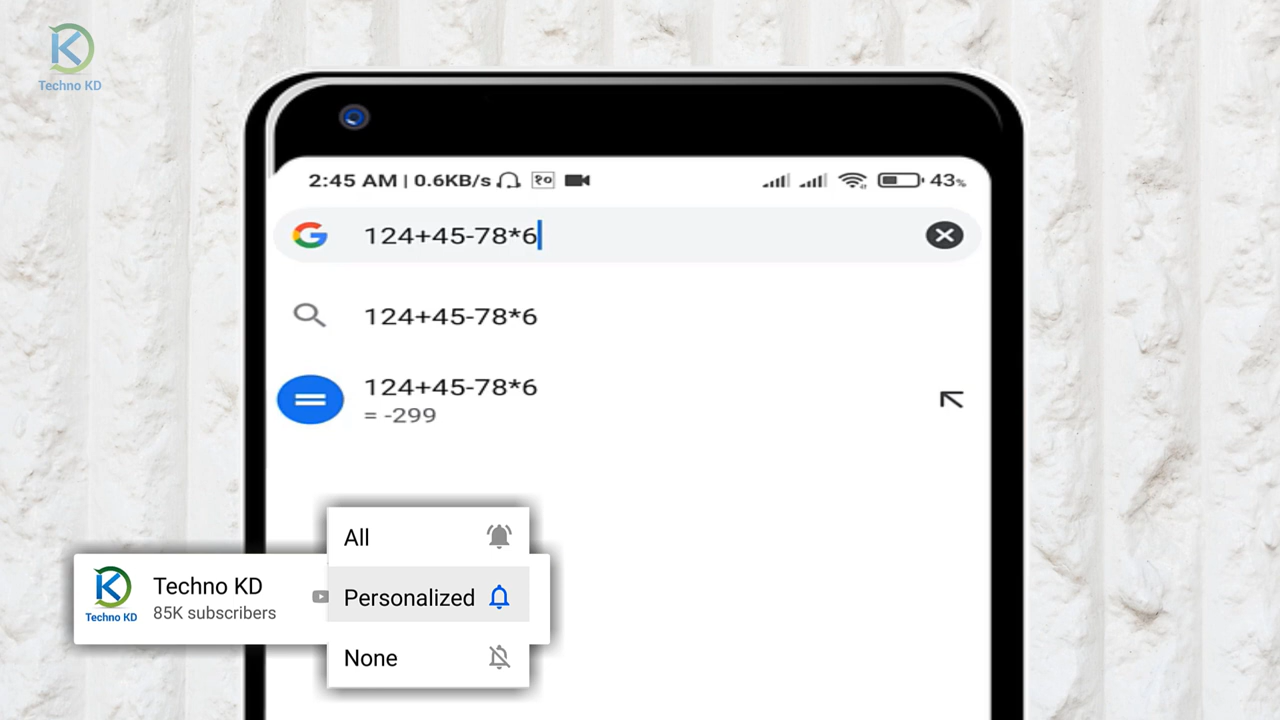 Techno KD
2:45 AM | 0.6KB/s १० 43%
124+45-78*6
124+45-78*6
124+45-78*6
= -299
All
Techno KD
85K subscribers
Techno KD
Personalized
None